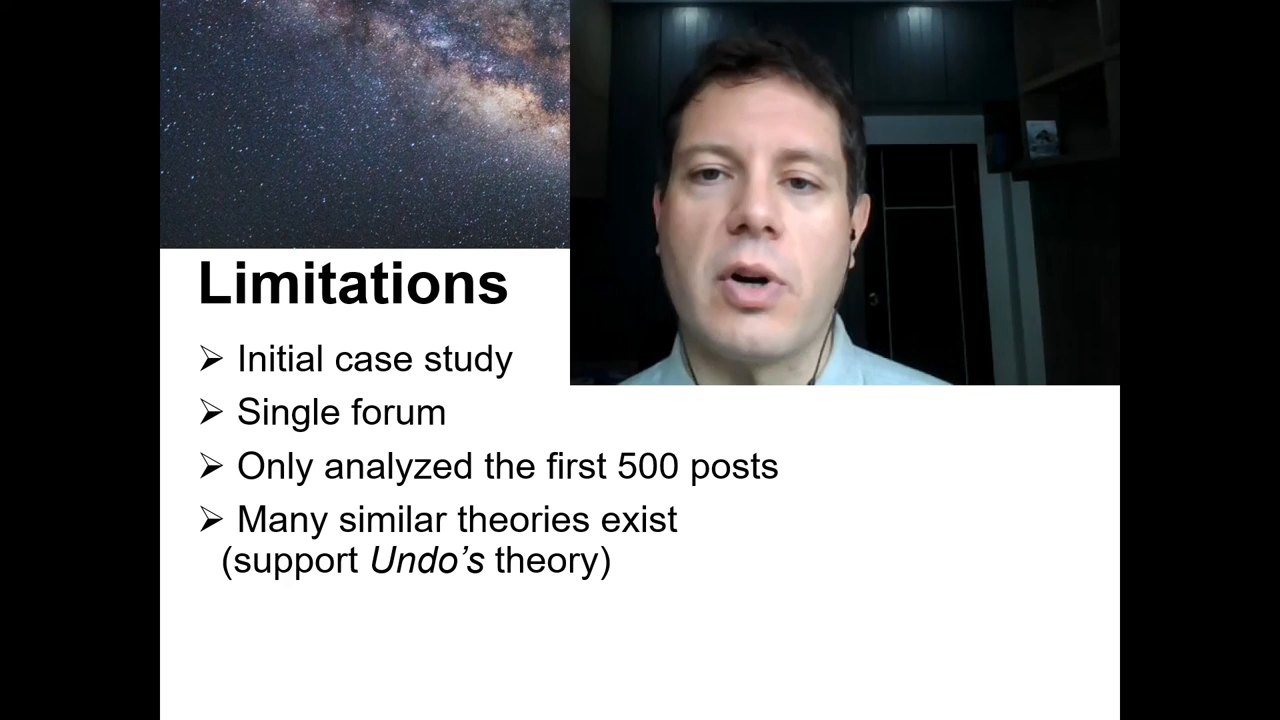 Limitations
➢ Initial case study
➢ Single forum
➢ Only analyzed the first 500 posts
➢ Many similar theories exist
(support Undo’s theory)